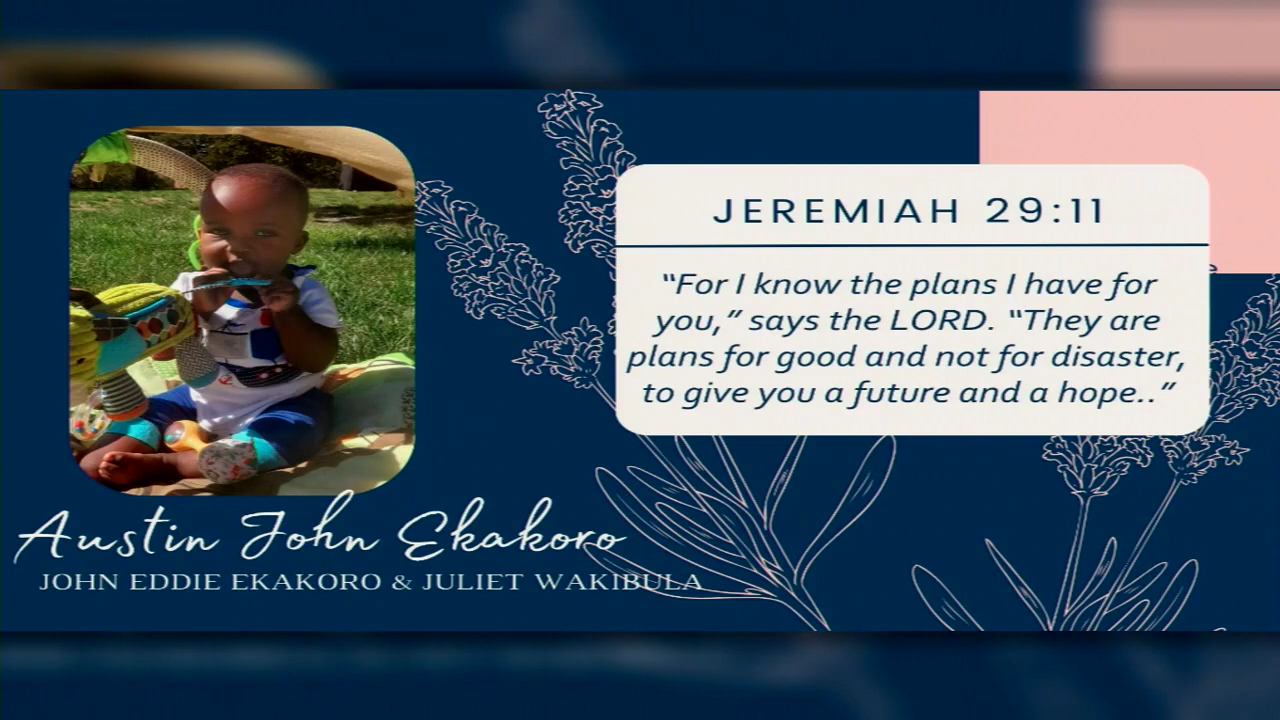 JEREMIAH 29:11
“For I know the plans I have for
you,” says the LORD. “They are
plans for good and not for disaster,
to give you a future and a hope..”
Austin John Ekakoro
JOHN EDDIE EKAKORO & JULIET WAKIBULA